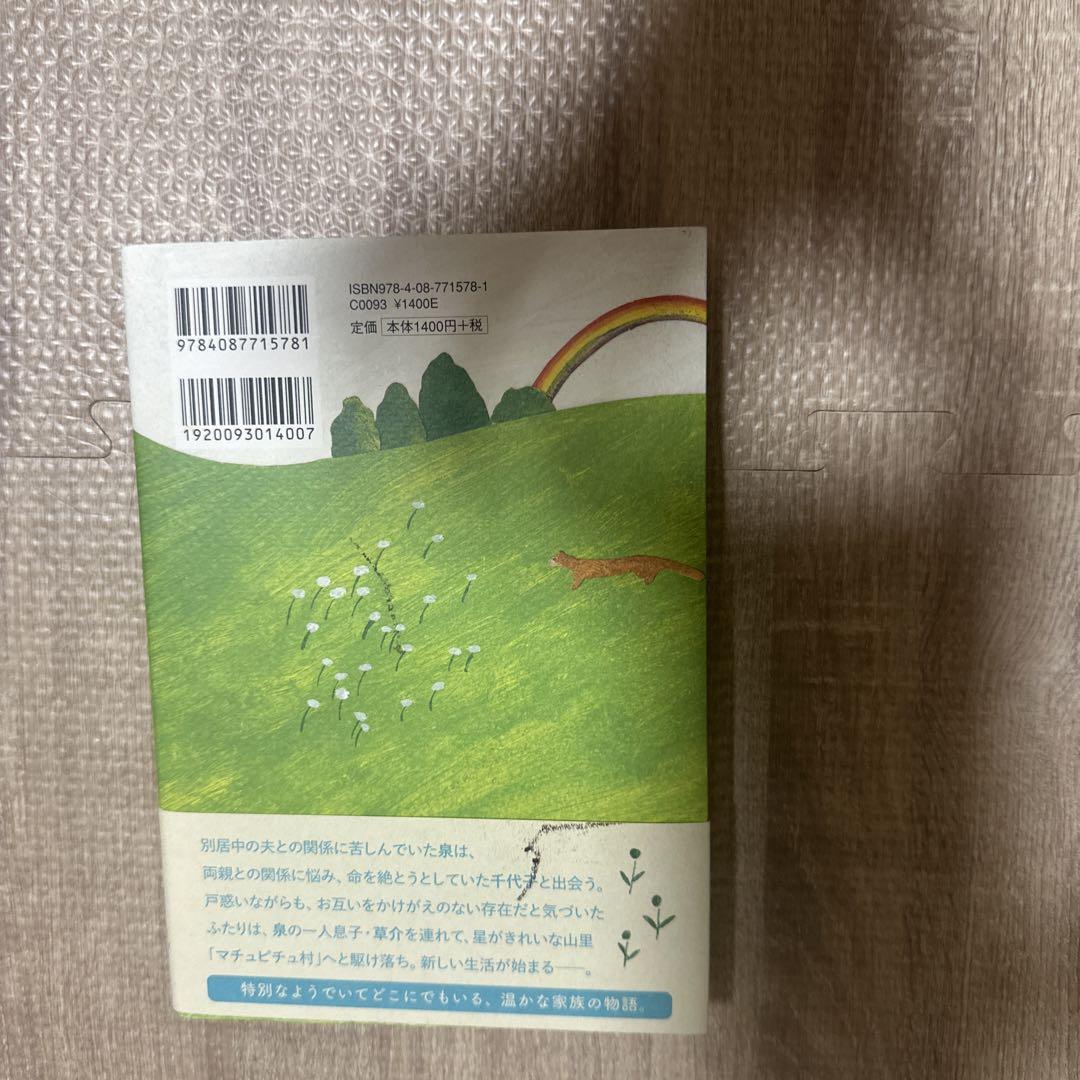 ISBN978-4-08-771578-1
C0093 ¥1400E
定価 本体1400円+税
9784087715781
1920093014007
別居中の夫との関係に苦しんでいた泉は、
両親との関係に悩み、命を絶とうとしていた千代子と出会う。
戸惑いながらも、お互いをかけがえのない存在だと気づいた
ふたりは、泉の一人息子・草介を連れて、星がきれいな山里
「マチュピチュ村」へと駆け落ち。新しい生活が始まる──。
特別なようでいてどこにでもいる、温かな家族の物語。